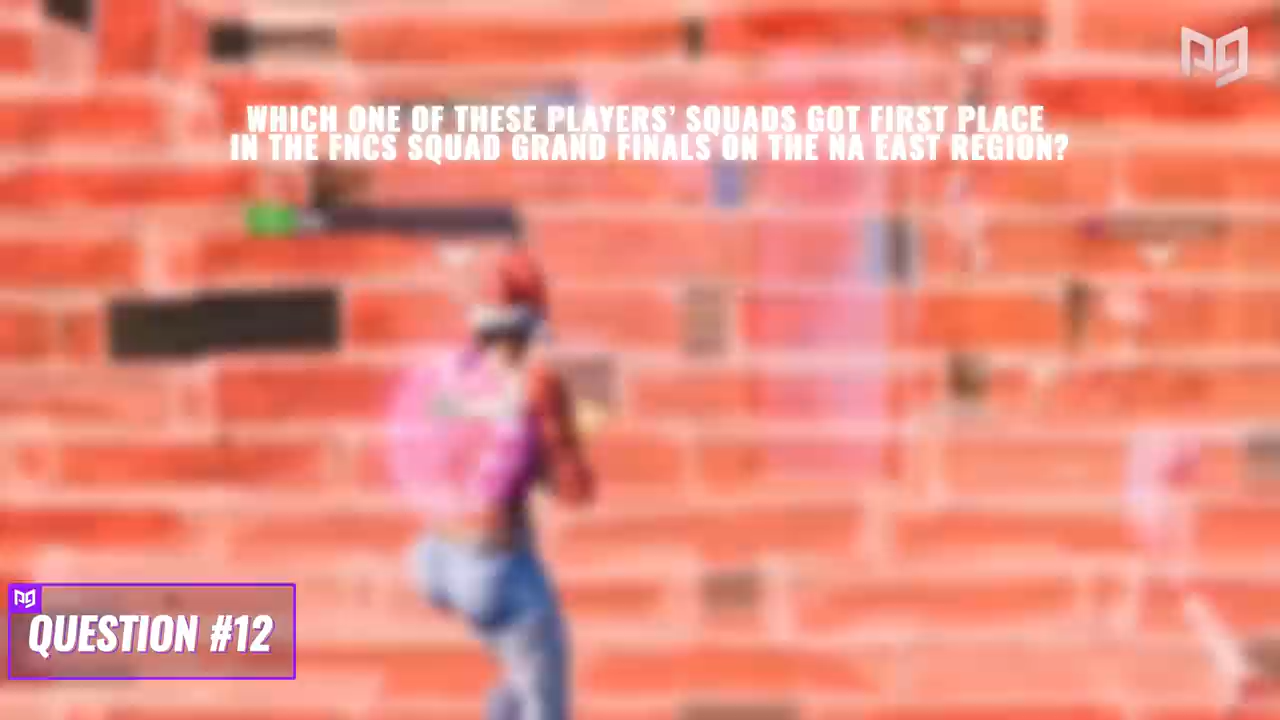 WHICH ONE OF THESE PLAYERS' SQUADS GOT FIRST PLACE
IN THE FNCS SQUAD GRAND FINALS ON THE NA EAST REGION?
QUESTION #12